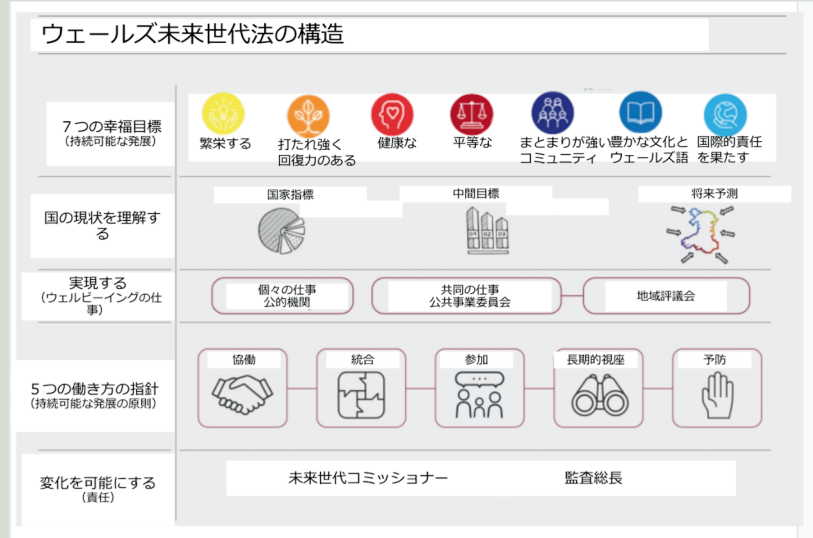 ウェールズ未来世代法の構造
７つの幸福目標
（持続可能な発展）
繁栄する
打たれ強く
回復力のある
健康な
平等な
まとまりが強い
コミュニティ
豊かな文化と
ウェールズ語
国際的責任
を果たす
国の現状を理解す
る
国家指標
中間目標
将来予測
01 02 03
実現する
（ウェルビーイングの仕
事）
個々の仕事
公的機関
共同の仕事
公共事業委員会
地域評議会
５つの働き方の指針
（持続可能な発展の原則）
協働
統合
参加
長期的視座
予防
変化を可能にする
（責任）
未来世代コミッショナー
監査総長